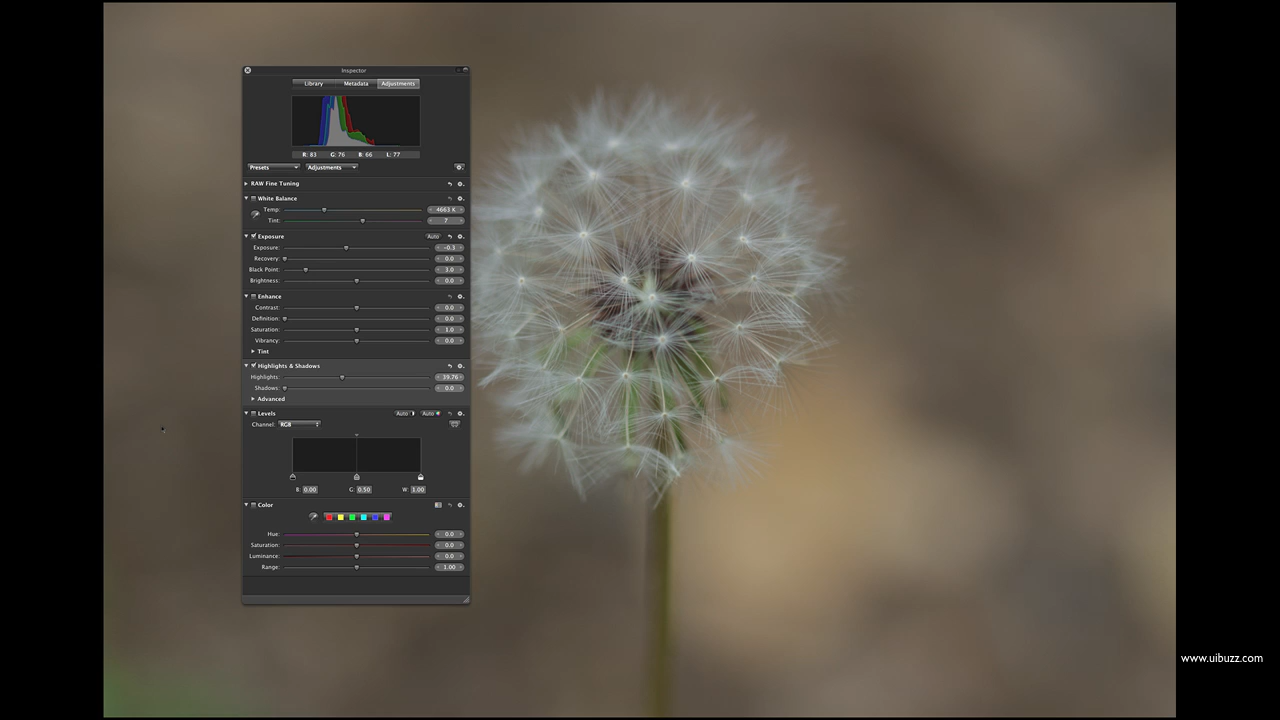 Inspector
Library Metadata Adjustments
R: 83 G: 76 B: 66 L: 77
Presets Adjustments
RAW Fine Tuning
White Balance
Temp: 4663 K
Tint: 7
Exposure Auto
Exposure: -0.3
Recovery: 0.0
Black Point: 3.0
Brightness: 0.0
Enhance
Contrast: 0.0
Definition: 0.0
Saturation: 1.0
Vibrancy: 0.0
Tint
Highlights & Shadows
Highlights: 39.76
Shadows: 0.0
Advanced
Levels Auto Auto
Channel: RGB
B: 0.00 G: 0.50 W: 1.00
Color
Hue: 0.0
Saturation: 0.0
Luminance: 0.0
Range: 1.00
www.uibuzz.com